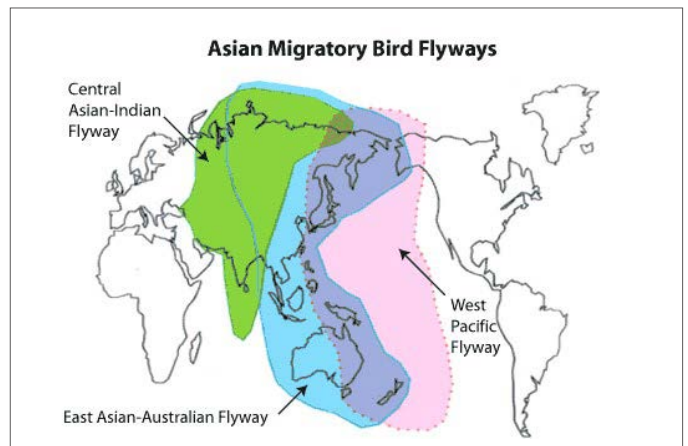 Asian Migratory Bird Flyways
Central
Asian-Indian
Flyway
West
Pacific
Flyway
East Asian-Australian Flyway